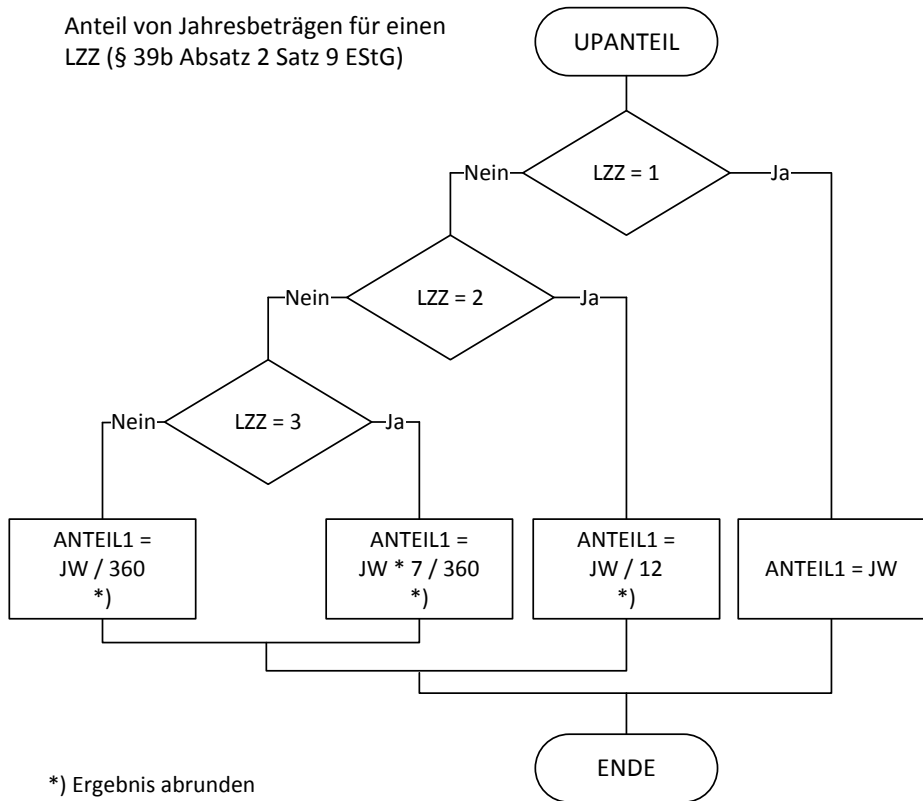 Anteil von Jahresbeträgen für einen
LZZ (§ 39b Absatz 2 Satz 9 EStG)
UPANTEIL
Nein
LZZ = 1
Ja
Nein
LZZ = 2
Ja
Nein
LZZ = 3
Ja
ANTEIL1 =
JW / 360
*)
ANTEIL1 =
JW * 7 / 360
*)
ANTEIL1 =
JW / 12
*)
ANTEIL1 = JW
ENDE
*) Ergebnis abrunden